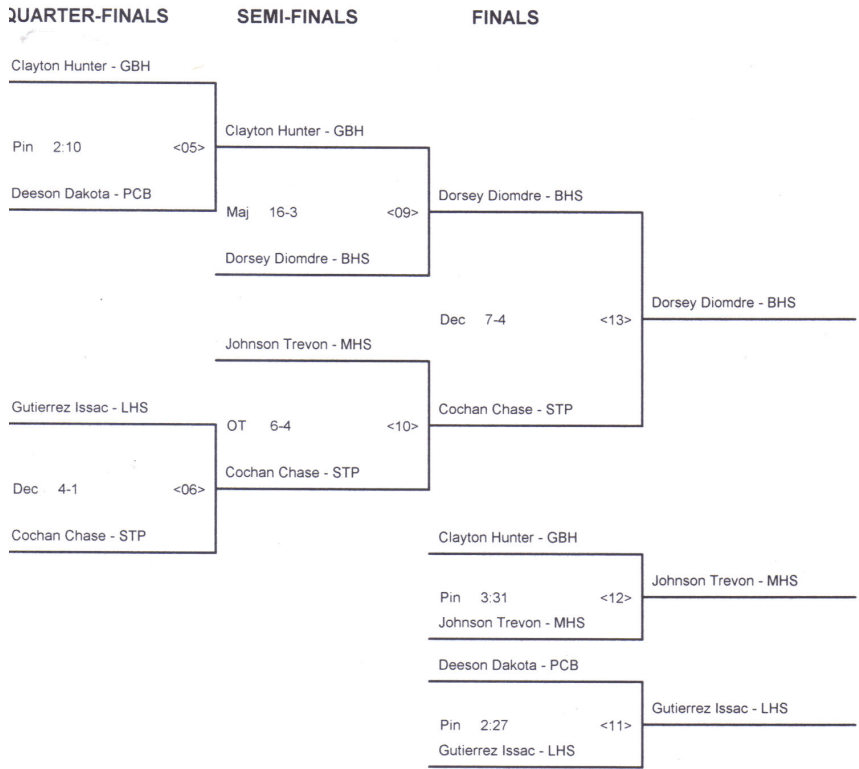 QUARTER-FINALS SEMI-FINALS FINALS
Clayton Hunter - GBH
Pin 2:10 <05>
Deeson Dakota - PCB
Gutierrez Issac - LHS
Dec 4-1 <06>
Cochan Chase - STP
Clayton Hunter - GBH
Maj 16-3 <09>
Dorsey Diomdre - BHS
Johnson Trevon - MHS
OT 6-4 <10>
Cochan Chase - STP
Dorsey Diomdre - BHS
Dec 7-4 <13>
Cochan Chase - STP
Dorsey Diomdre - BHS
Clayton Hunter - GBH
Pin 3:31 <12>
Johnson Trevon - MHS
Johnson Trevon - MHS
Deeson Dakota - PCB
Pin 2:27 <11>
Gutierrez Issac - LHS
Gutierrez Issac - LHS